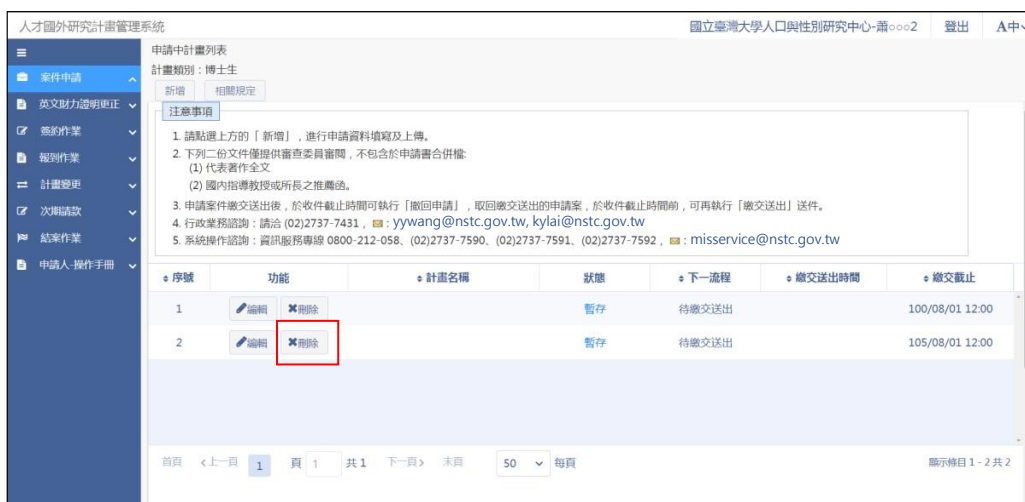 人才國外研究計畫管理系統
國立臺灣大學人口與性別研究中心-蕭○○○2 登出 A中
案件申請
英文財力證明更正
簽約作業
報到作業
計畫變更
次期請款
結案作業
申請人-操作手冊
申請中計畫列表
計畫類別：博士生
新增 相關規定
注意事項
1. 請點選上方的「 新增」，進行申請資料填寫及上傳。
2. 下列二份文件僅提供審查委員審閱，不包含於申請書合併檔:
(1) 代表著作全文
(2) 國內指導教授或所長之推薦函。
3. 申請案件繳交送出後，於收件截止時間可執行「撤回申請」，取回繳交送出的申請案，於收件截止時間前，可再執行「繳交送出」送件。
4. 行政業務諮詢：請洽 (02)2737-7431， ✉：yywang@nstc.gov.tw, kylai@nstc.gov.tw
5. 系統操作諮詢：資訊服務專線 0800-212-058、(02)2737-7590、(02)2737-7591、(02)2737-7592， ✉：misservice@nstc.gov.tw
序號 功能 計畫名稱 狀態 下一流程 繳交送出時間 繳交截止
1 編輯 刪除 暫存 待繳交送出 100/08/01 12:00
2 編輯 刪除 暫存 待繳交送出 105/08/01 12:00
首頁 ‹上一頁 1 頁 1 共 1 下一頁› 末頁 50 每頁 顯示條目 1 - 2 共 2